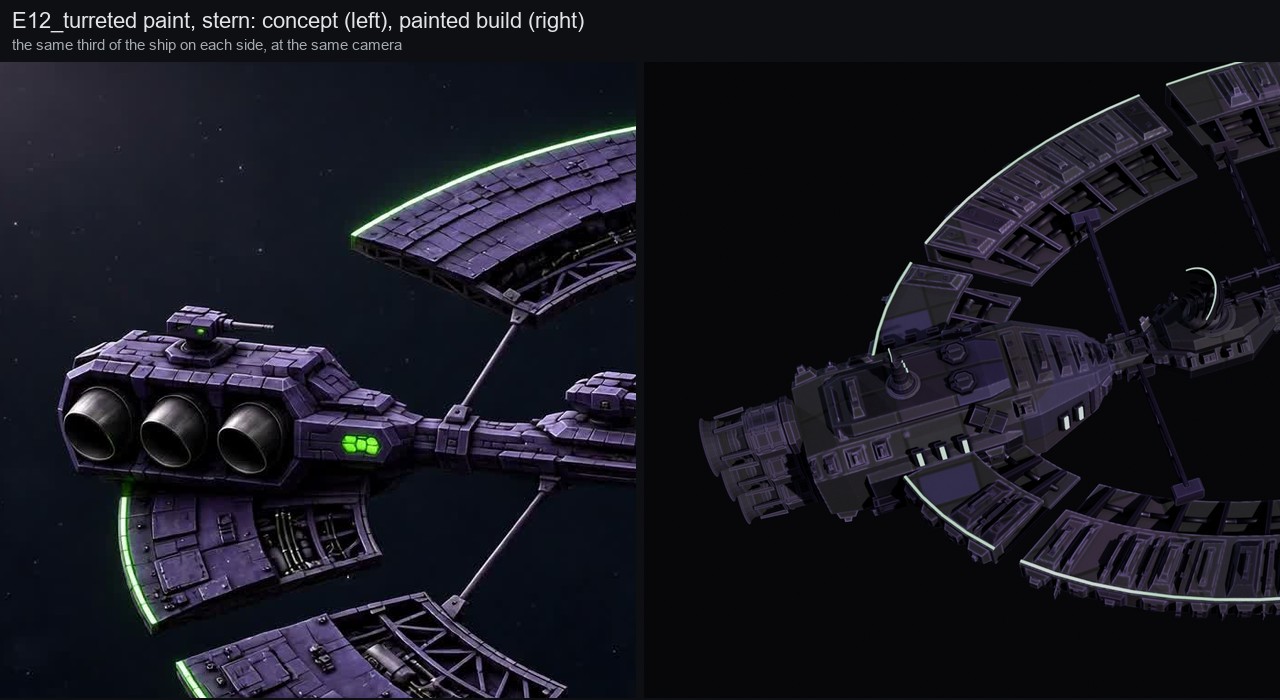 E12_turreted paint, stern: concept (left), painted build (right)
the same third of the ship on each side, at the same camera